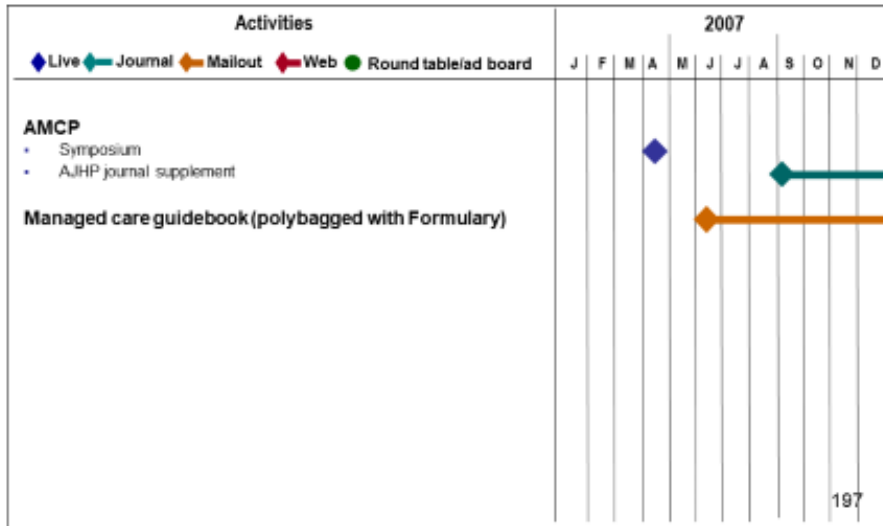 Activities 2007
Live Journal Mailout Web Round table/ad board J F M A M J J A S O N D
AMCP
• Symposium
• AJHP journal supplement
Managed care guidebook (polybagged with Formulary)
197